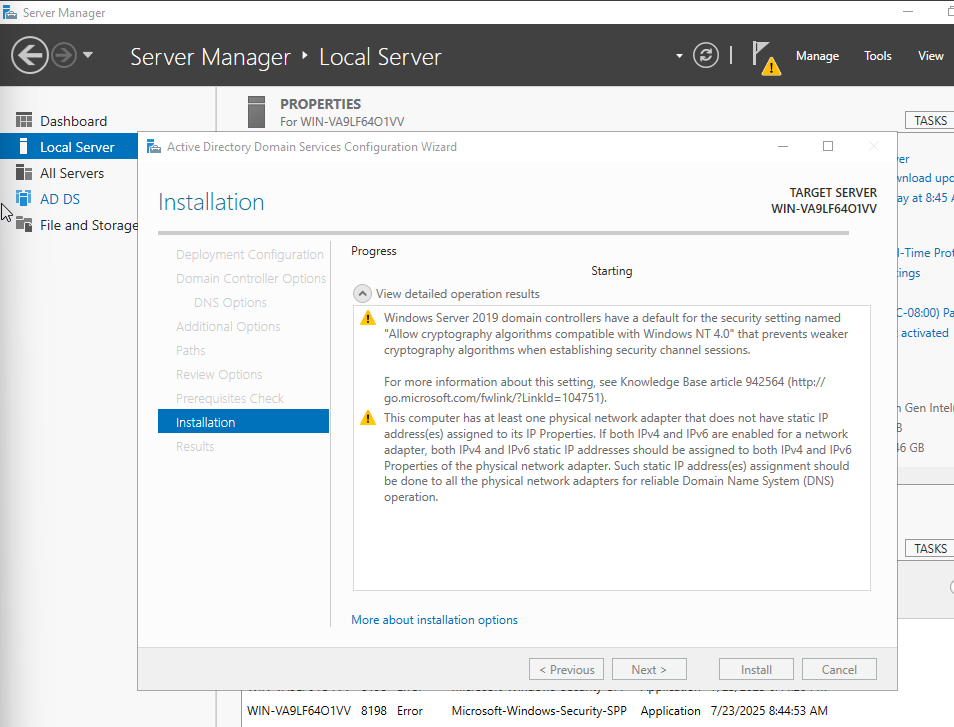 Server Manager
Server Manager ‣ Local Server
Manage Tools View
Dashboard
Local Server
All Servers
AD DS
File and Storage
PROPERTIES
For WIN-VA9LF64O1VV
TASKS
Active Directory Domain Services Configuration Wizard
Installation
TARGET SERVER
WIN-VA9LF64O1VV
Deployment Configuration
Domain Controller Options
DNS Options
Additional Options
Paths
Review Options
Prerequisites Check
Installation
Results
Progress
Starting
View detailed operation results
Windows Server 2019 domain controllers have a default for the security setting named
"Allow cryptography algorithms compatible with Windows NT 4.0" that prevents weaker
cryptography algorithms when establishing security channel sessions.
For more information about this setting, see Knowledge Base article 942564 (http://
go.microsoft.com/fwlink/?LinkId=104751).
This computer has at least one physical network adapter that does not have static IP
address(es) assigned to its IP Properties. If both IPv4 and IPv6 are enabled for a network
adapter, both IPv4 and IPv6 static IP addresses should be assigned to both IPv4 and IPv6
Properties of the physical network adapter. Such static IP address(es) assignment should
be done to all the physical network adapters for reliable Domain Name System (DNS)
operation.
More about installation options
< Previous
Next >
Install
Cancel
ver
wnload upd
ay at 8:45 A
l-Time Prot
ings
C-08:00) Pa
activated
n Gen Intel
B
46 GB
TASKS
WIN-VA9LF64O1VV 8198 Error Microsoft-Windows-Security-SPP Application 7/23/2025 8:44:53 AM